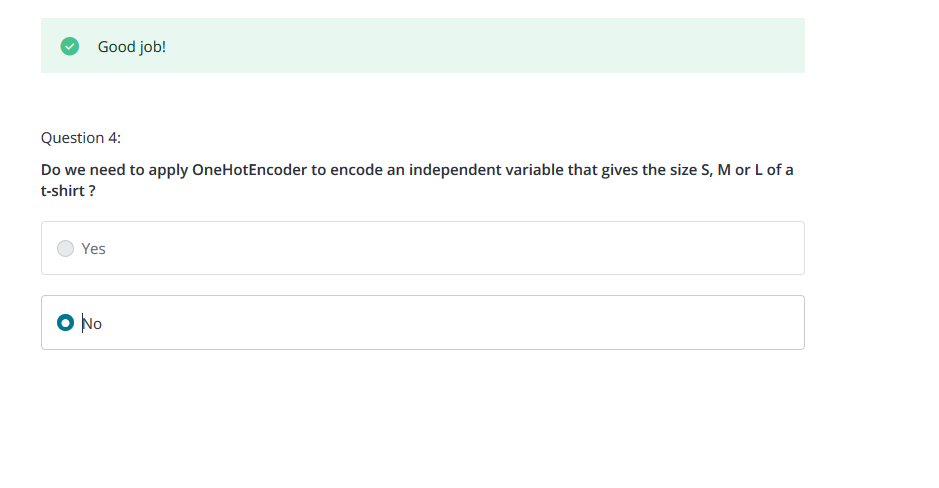 Good job!
Question 4:
Do we need to apply OneHotEncoder to encode an independent variable that gives the size S, M or L of a
t-shirt ?
Yes
No